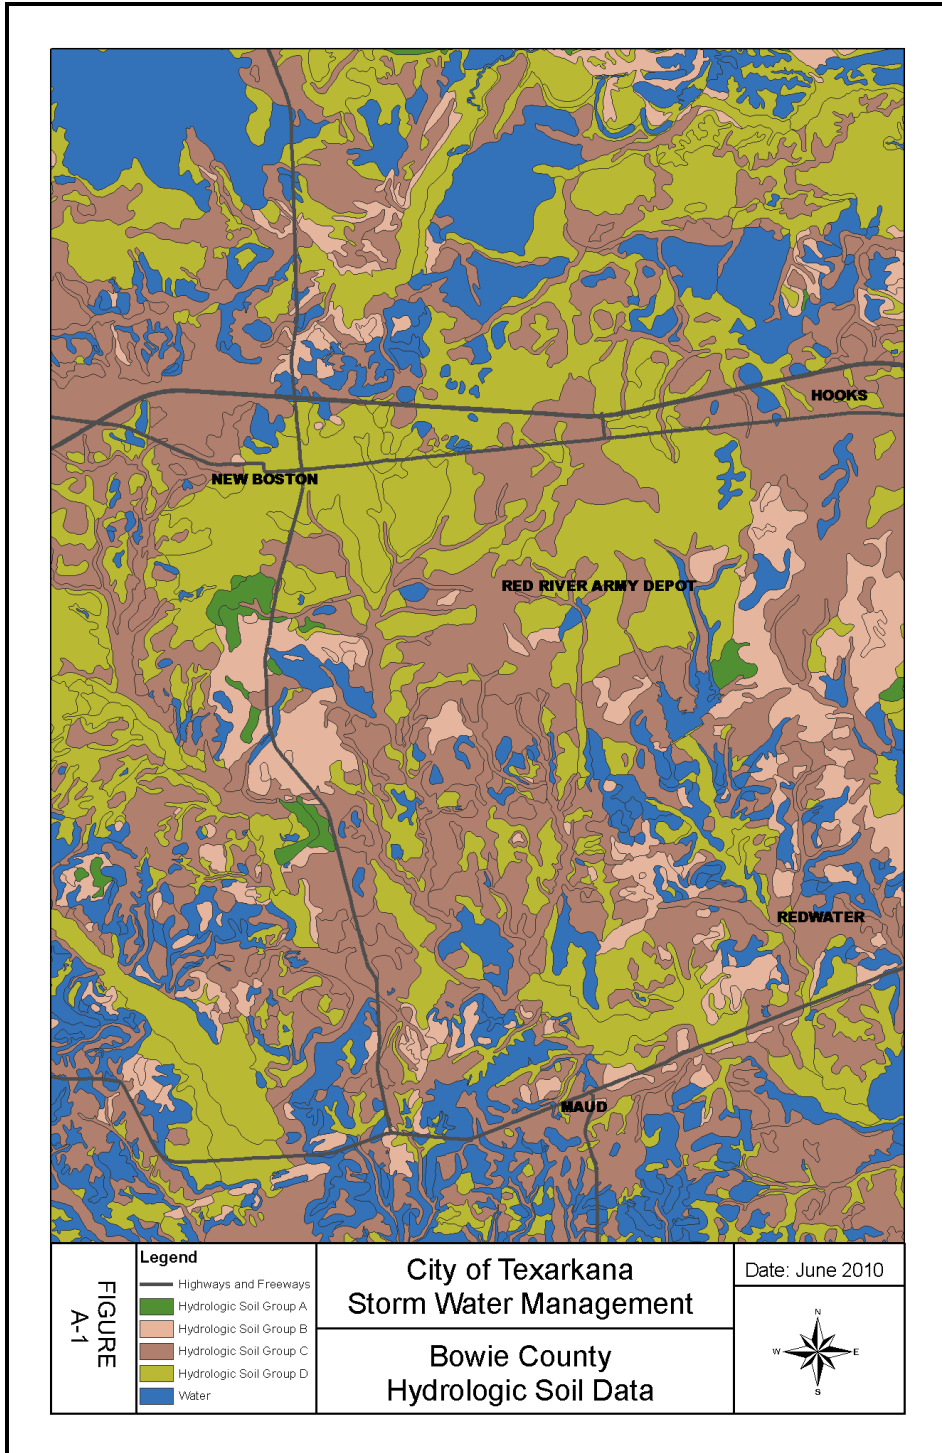 HOOKS
NEW BOSTON
RED RIVER ARMY DEPOT
REDWATER
MAUD
FIGURE
A-1
Legend
Highways and Freeways
Hydrologic Soil Group A
Hydrologic Soil Group B
Hydrologic Soil Group C
Hydrologic Soil Group D
Water
City of Texarkana
Storm Water Management
Bowie County
Hydrologic Soil Data
Date: June 2010
N
W
E
S